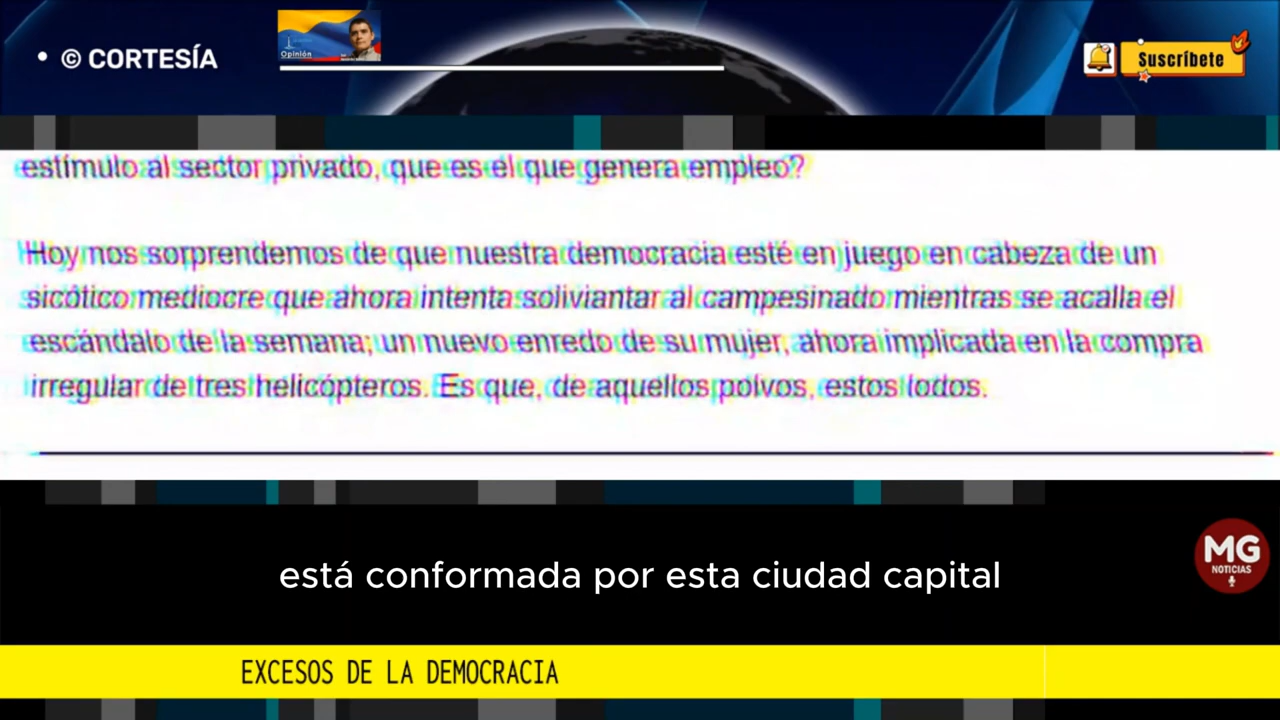 • © CORTESÍA
Opinión
Suscríbete
estímulo al sector privado, que es el que genera empleo?
Hoy nos sorprendemos de que nuestra democracia esté en juego en cabeza de un
sicótico mediocre que ahora intenta soliviantar al campesinado mientras se acalla el
escándalo de la semana; un nuevo enredo de su mujer, ahora implicada en la compra
irregular de tres helicópteros. Es que, de aquellos polvos, estos lodos.
está conformada por esta ciudad capital
MG
NOTICIAS
EXCESOS DE LA DEMOCRACIA